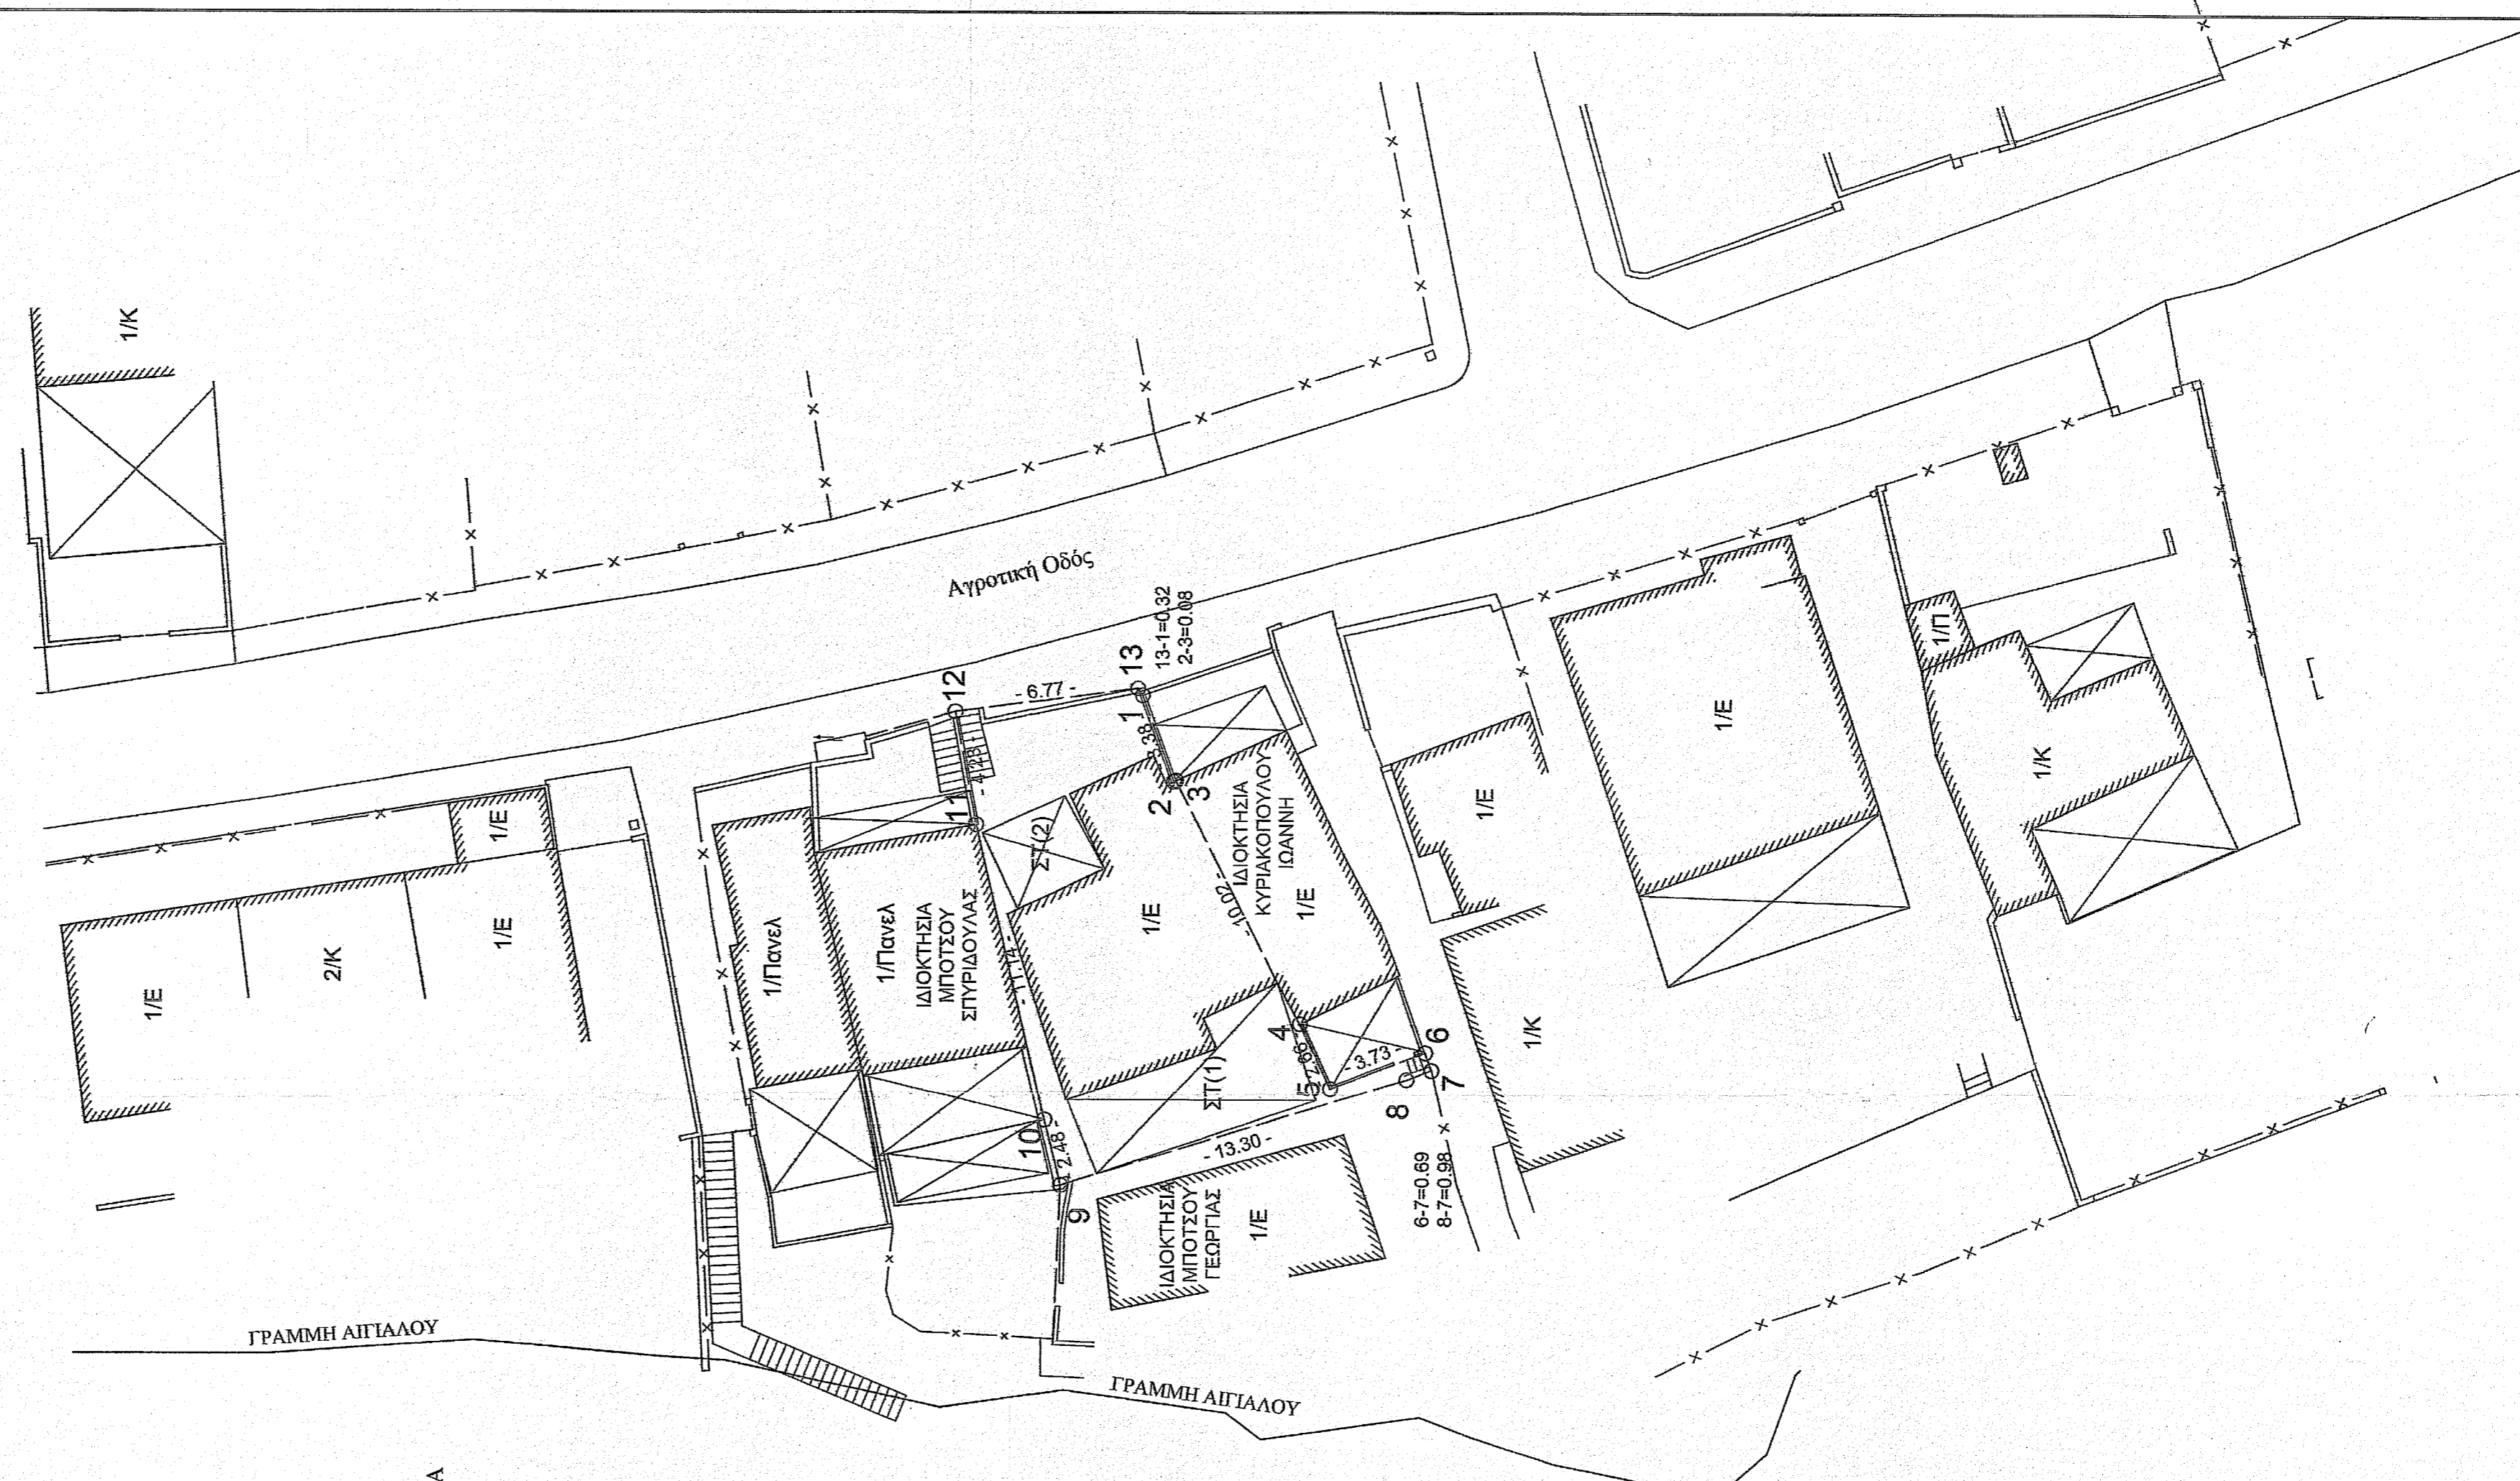 1/Κ
Αγροτική Οδός
13-1=0.32
2-3=0.08
12
- 6.77 -
13
1
- 4.23 -
11
2
3
ΣΤ(2)
1/Ε
1/Ε
2/Κ
1/Ε
1/Πανελ
1/Πανελ
ΙΔΙΟΚΤΗΣΙΑ
ΜΠΟΤΣΟΥ
ΣΠΥΡΙΔΟΥΛΑΣ
1/Ε
- 10.02 -
ΙΔΙΟΚΤΗΣΙΑ
ΚΥΡΙΑΚΟΠΟΥΛΟΥ
ΙΩΑΝΝΗ
1/Ε
1/Ε
1/Ε
1/Π
1/Κ
1/Κ
4
5
- 3.73 -
6
7
8
ΣΤ(1)
10
- 2.48 -
9
- 13.30 -
ΙΔΙΟΚΤΗΣΙΑ
ΜΠΟΤΣΟΥ
ΓΕΩΡΓΙΑΣ
1/Ε
6-7=0.69
8-7=0.98
ΓΡΑΜΜΗ ΑΙΓΙΑΛΟΥ
ΓΡΑΜΜΗ ΑΙΓΙΑΛΟΥ
Α